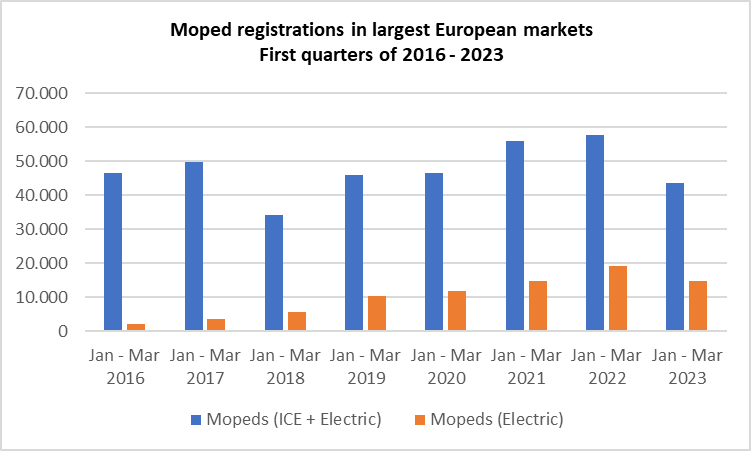 Moped registrations in largest European markets
First quarters of 2016 - 2023
70.000
60.000
50.000
40.000
30.000
20.000
10.000
0
Jan - Mar Jan - Mar Jan - Mar Jan - Mar Jan - Mar Jan - Mar Jan - Mar Jan - Mar
2016 2017 2018 2019 2020 2021 2022 2023
Mopeds (ICE + Electric) Mopeds (Electric)